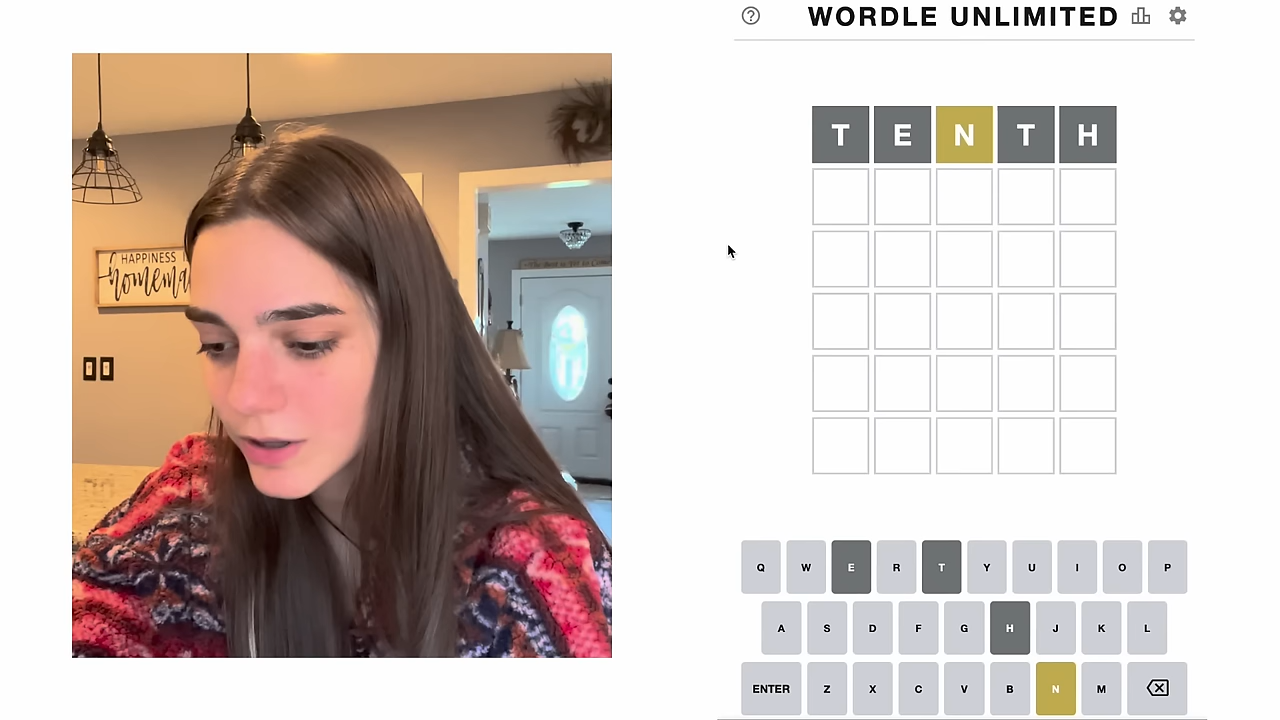 WORDLE UNLIMITED
HAPPINESS I
homema
T E N T H
Q W E R T Y U I O P
A S D F G H J K L
ENTER Z X C V B N M